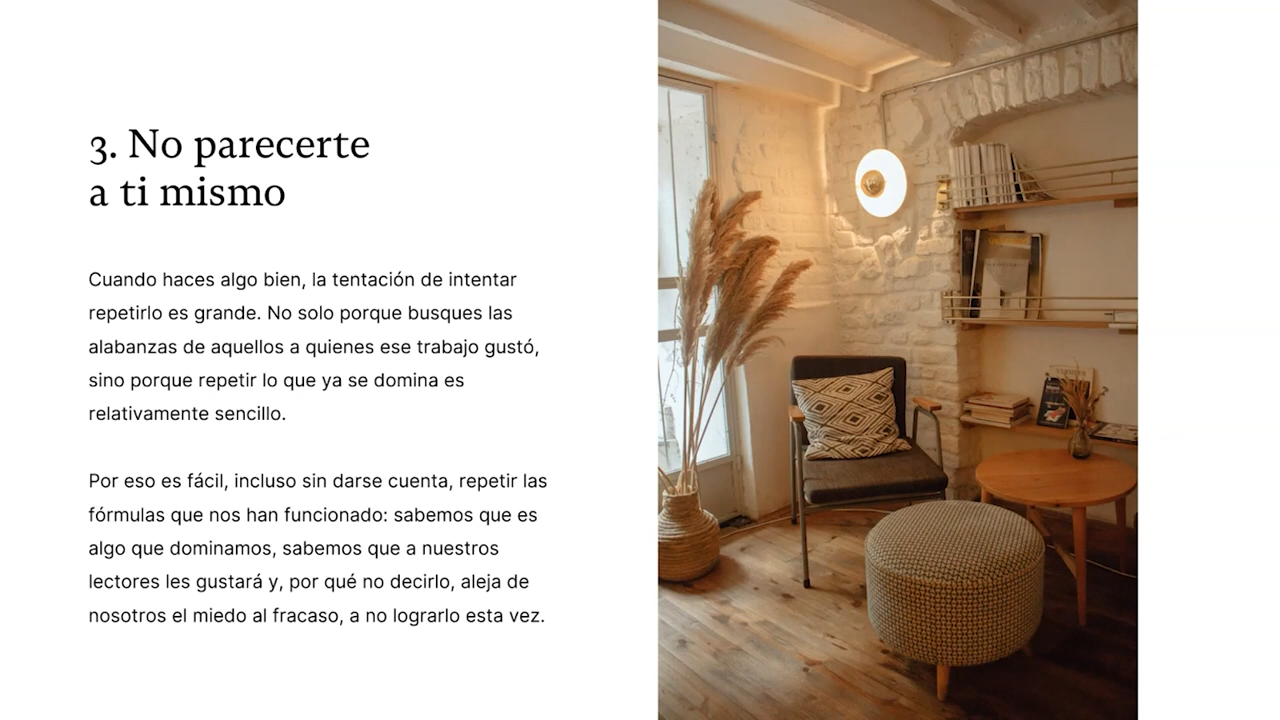 3. No parecerte
a ti mismo
Cuando haces algo bien, la tentación de intentar
repetirlo es grande. No solo porque busques las
alabanzas de aquellos a quienes ese trabajo gustó,
sino porque repetir lo que ya se domina es
relativamente sencillo.
Por eso es fácil, incluso sin darse cuenta, repetir las
fórmulas que nos han funcionado: sabemos que es
algo que dominamos, sabemos que a nuestros
lectores les gustará y, por qué no decirlo, aleja de
nosotros el miedo al fracaso, a no lograrlo esta vez.